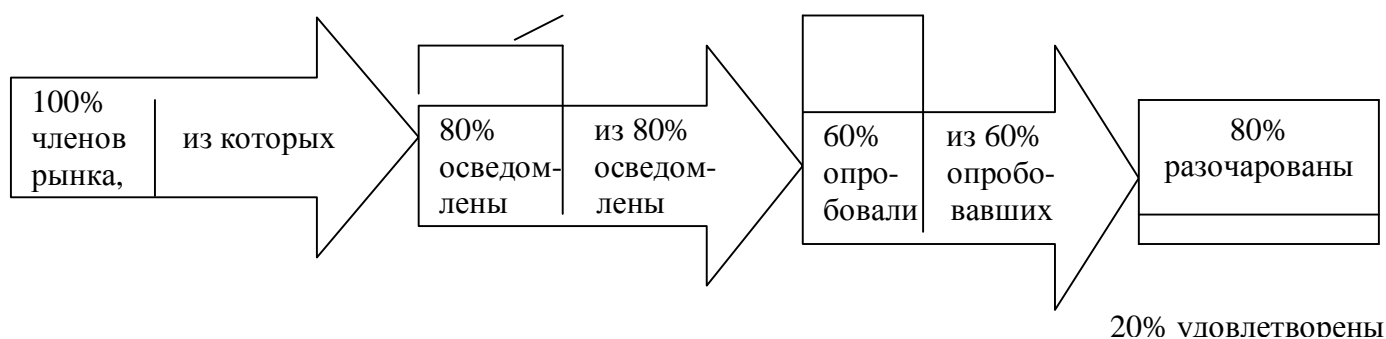 100%
членов
рынка,
из которых
80%
осведом-
лены
из 80%
осведом-
лены
60%
опро-
бовали
из 60%
опробо-
вавших
80%
разочарованы
20% удовлетворены